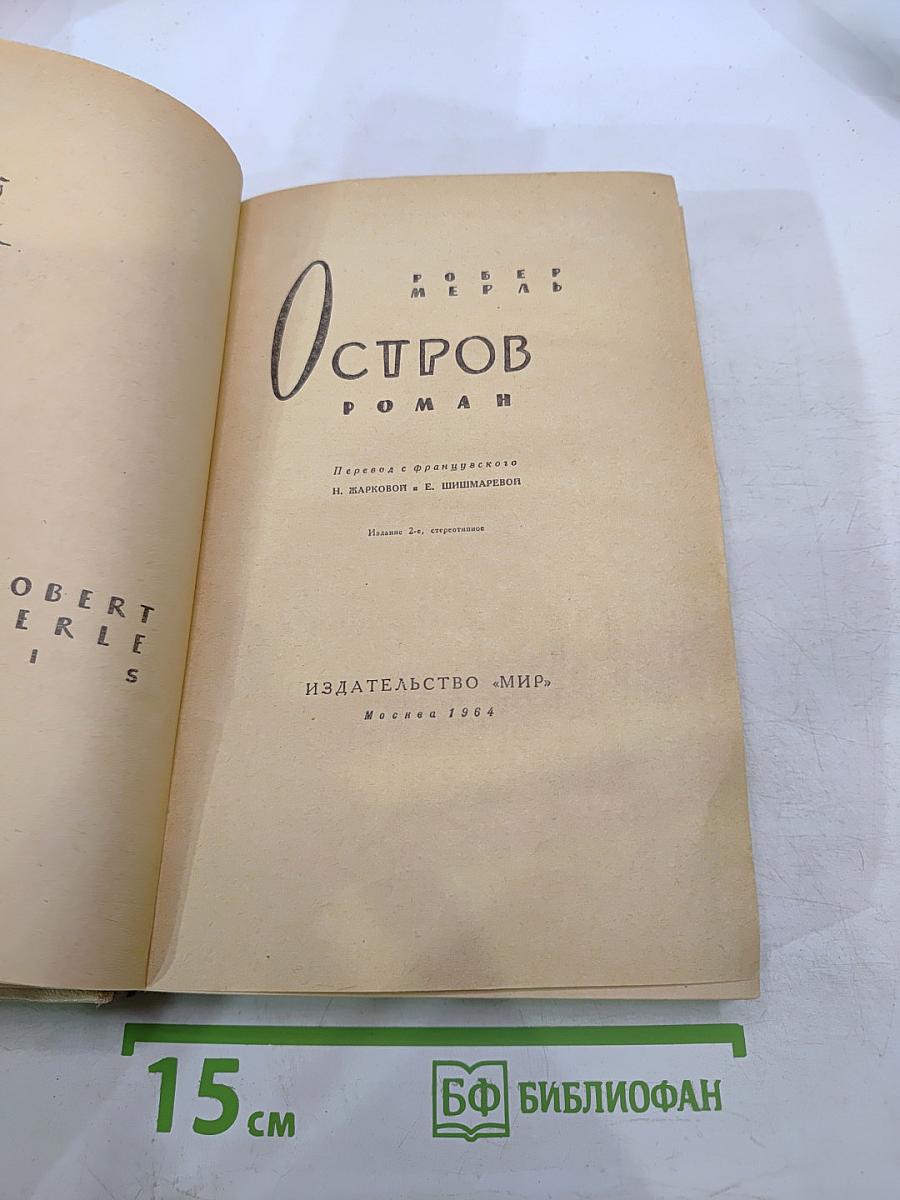 OBERT
ERLE
I S
РОБЕР
МЕРЛЬ
ОСТРОВ
РОМАН
Перевод с французского
Н. ЖАРКОВОЙ и Е. ШИШМАРЕВОЙ
Издание 2-е, стереотипное
ИЗДАТЕЛЬСТВО «МИР»
Москва 1964
15 см
БФ БИБЛИОФАН